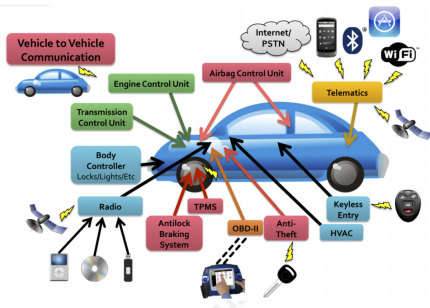 Vehicle to Vehicle
Communication
Internet/
PSTN
WiFi
Engine Control Unit
Airbag Control Unit
Telematics
Transmission
Control Unit
Body
Controller
Locks/Lights/Etc
Radio
TPMS
Antilock
Braking
System
OBD-II
Anti-
Theft
Keyless
Entry
HVAC